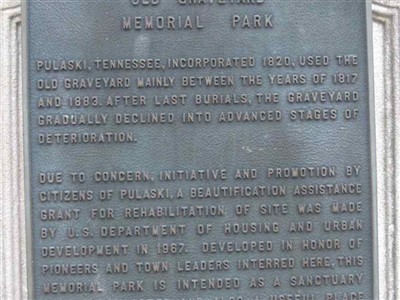 OLD GRAVEYARD
MEMORIAL PARK
PULASKI, TENNESSEE, INCORPORATED 1820, USED THE
OLD GRAVEYARD MAINLY BETWEEN THE YEARS OF 1817
AND 1883. AFTER LAST BURIALS, THE GRAVEYARD
GRADUALLY DECLINED INTO ADVANCED STAGES OF
DETERIORATION.
DUE TO CONCERN, INITIATIVE AND PROMOTION BY
CITIZENS OF PULASKI, A BEAUTIFICATION ASSISTANCE
GRANT FOR REHABILITATION OF SITE WAS MADE
BY U.S. DEPARTMENT OF HOUSING AND URBAN
DEVELOPMENT IN 1967. DEVELOPED IN HONOR OF
PIONEERS AND TOWN LEADERS INTERRED HERE, THIS
MEMORIAL PARK IS INTENDED AS A SANCTUARY